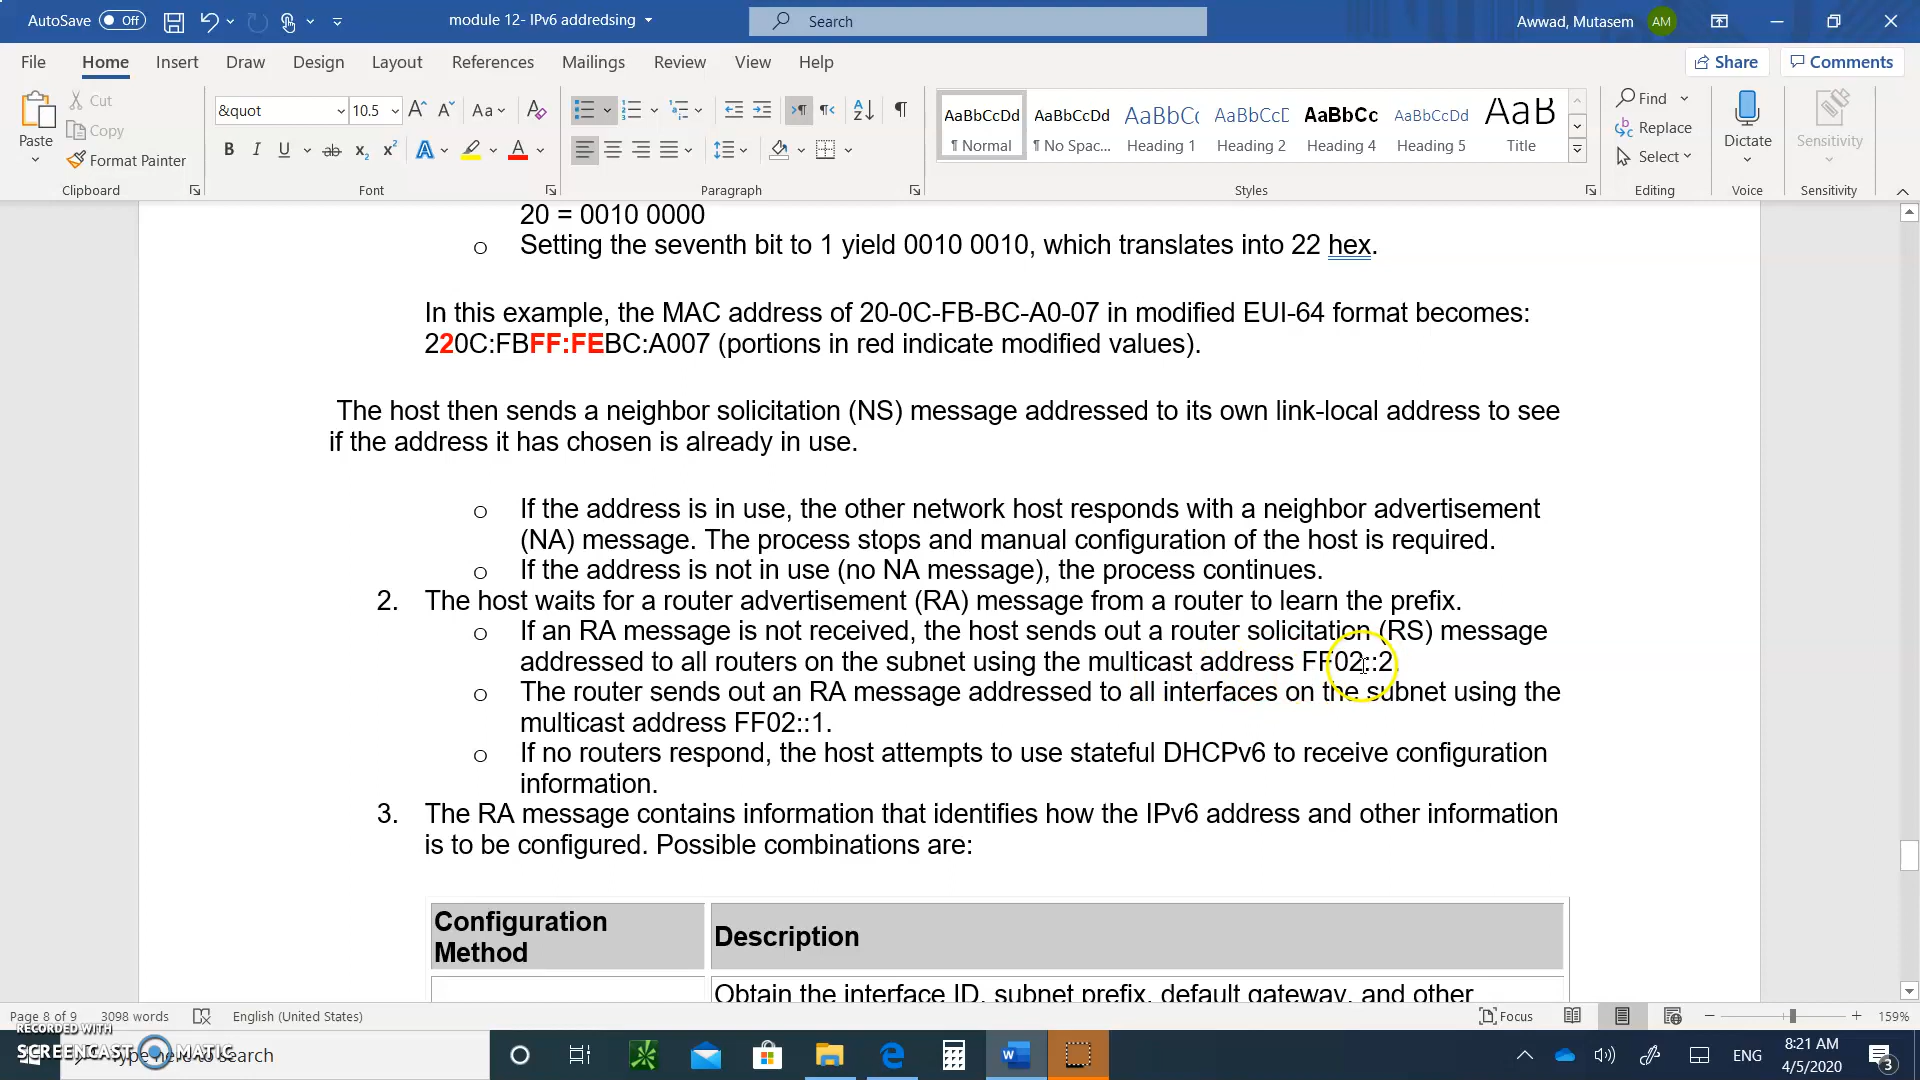 AutoSave Off module 12- IPv6 addredsing Search Awwad, Mutasem AM
File Home Insert Draw Design Layout References Mailings Review View Help Share Comments
Paste Cut Copy Format Painter Clipboard
&quot 10.5 Aa B I U ab x₂ x² A A Font
Paragraph
AaBbCcDd AaBbCcDd AaBbCc AaBbCcD AaBbCc AaBbCcDd AaB
¶ Normal ¶ No Spac... Heading 1 Heading 2 Heading 4 Heading 5 Title
Styles
Find Replace Select Editing
Dictate Voice
Sensitivity Sensitivity
20 = 0010 0000
o Setting the seventh bit to 1 yield 0010 0010, which translates into 22 hex.
In this example, the MAC address of 20-0C-FB-BC-A0-07 in modified EUI-64 format becomes:
220C:FBFF:FEBC:A007 (portions in red indicate modified values).
The host then sends a neighbor solicitation (NS) message addressed to its own link-local address to see
if the address it has chosen is already in use.
o If the address is in use, the other network host responds with a neighbor advertisement
(NA) message. The process stops and manual configuration of the host is required.
o If the address is not in use (no NA message), the process continues.
2. The host waits for a router advertisement (RA) message from a router to learn the prefix.
o If an RA message is not received, the host sends out a router solicitation (RS) message
addressed to all routers on the subnet using the multicast address FF02::2.
o The router sends out an RA message addressed to all interfaces on the subnet using the
multicast address FF02::1.
o If no routers respond, the host attempts to use stateful DHCPv6 to receive configuration
information.
3. The RA message contains information that identifies how the IPv6 address and other information
is to be configured. Possible combinations are:
Configuration
Method
Description
Obtain the interface ID, subnet prefix, default gateway, and other
Page 8 of 9 3098 words English (United States) Focus 159%
RECORDED WITH
SCREENCAST MATIC
Type here to search
ENG 8:21 AM
4/5/2020 3